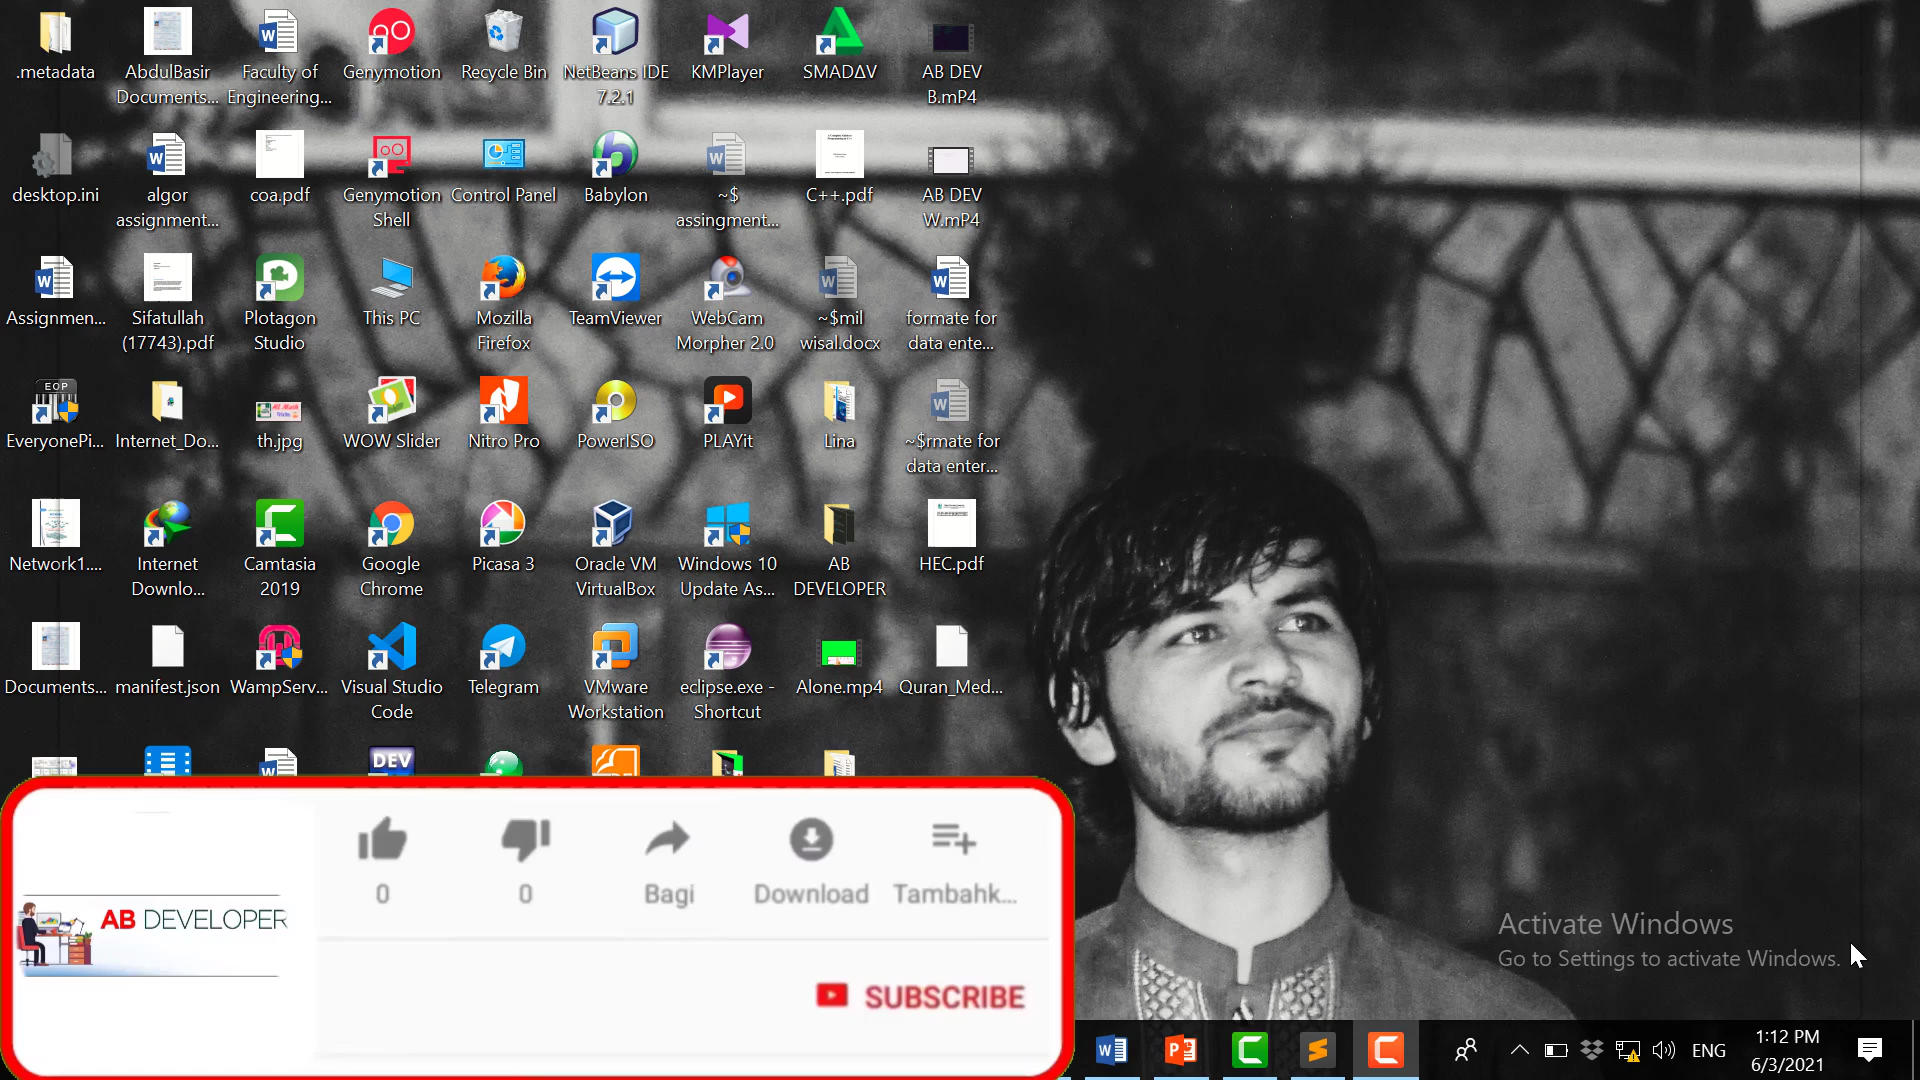 .metadata
AbdulBasir
Documents...
Faculty of
Engineering...
Genymotion
Recycle Bin
NetBeans IDE
7.2.1
KMPlayer
SMADΔV
AB DEV
B.mP4
desktop.ini
algor
assignment...
coa.pdf
Genymotion
Shell
Control Panel
Babylon
~$
assingment...
C++.pdf
AB DEV
W.mP4
Assignmen...
Sifatullah
(17743).pdf
Plotagon
Studio
This PC
Mozilla
Firefox
TeamViewer
WebCam
Morpher 2.0
~$mil
wisal.docx
formate for
data ente...
EOP
EveryonePi...
Internet_Do...
th.jpg
WOW Slider
Nitro Pro
PowerISO
PLAYit
Lina
~$rmate for
data enter...
Network1....
Internet
Downlo...
Camtasia
2019
Google
Chrome
Picasa 3
Oracle VM
VirtualBox
Windows 10
Update As...
AB
DEVELOPER
HEC.pdf
Documents...
manifest.json
WampServ...
Visual Studio
Code
Telegram
VMware
Workstation
eclipse.exe -
Shortcut
Alone.mp4
Quran_Med...
DEV
0
0
Bagi
Download
Tambahk...
AB DEVELOPER
SUBSCRIBE
Activate Windows
Go to Settings to activate Windows.
ENG
1:12 PM
6/3/2021